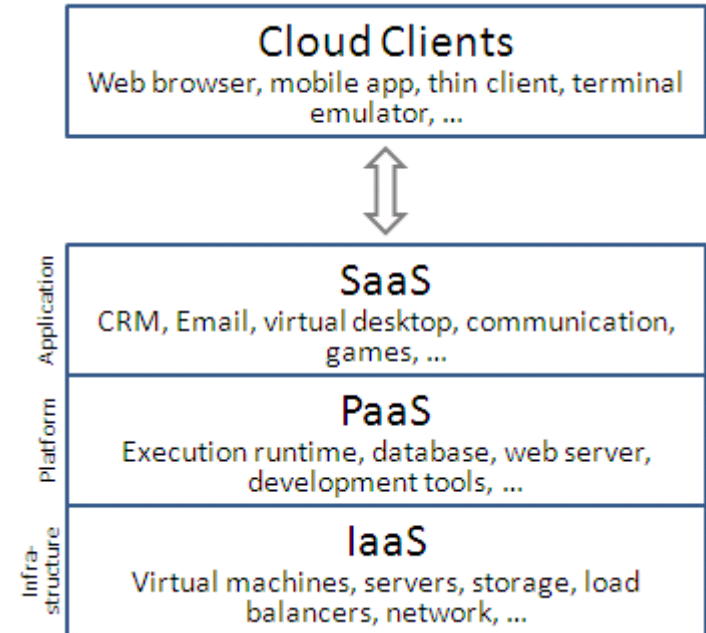 Cloud Clients
Web browser, mobile app, thin client, terminal
emulator, ...
Application
SaaS
CRM, Email, virtual desktop, communication,
games, ...
Platform
PaaS
Execution runtime, database, web server,
development tools, ...
Infra-
structure
IaaS
Virtual machines, servers, storage, load
balancers, network, ...